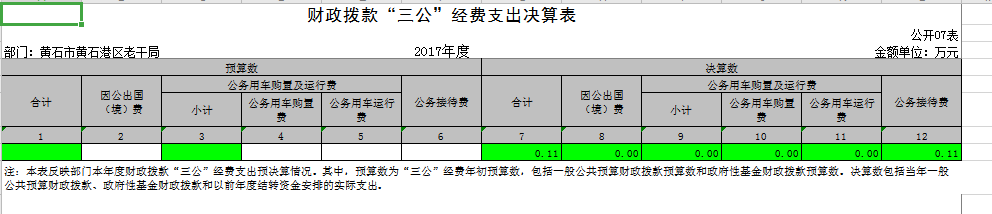 财政拨款“三公”经费支出决算表
公开07表
部门：黄石市黄石港区老干局 2017年度 金额单位：万元
预算数 决算数
合计 因公出国（境）费 公务用车购置及运行费 公务接待费 合计 因公出国（境）费 公务用车购置及运行费 公务接待费
小计 公务用车购置费 公务用车运行费 小计 公务用车购置费 公务用车运行费
1 2 3 4 5 6 7 8 9 10 11 12
0.11 0.00 0.00 0.00 0.00 0.11
注：本表反映部门本年度财政拨款“三公”经费支出预决算情况。其中，预算数为“三公”经费年初预算数，包括一般公共预算财政拨款预算数和政府性基金财政拨款预算数。决算数包括当年一般
公共预算财政拨款、政府性基金财政拨款和以前年度结转资金安排的实际支出。